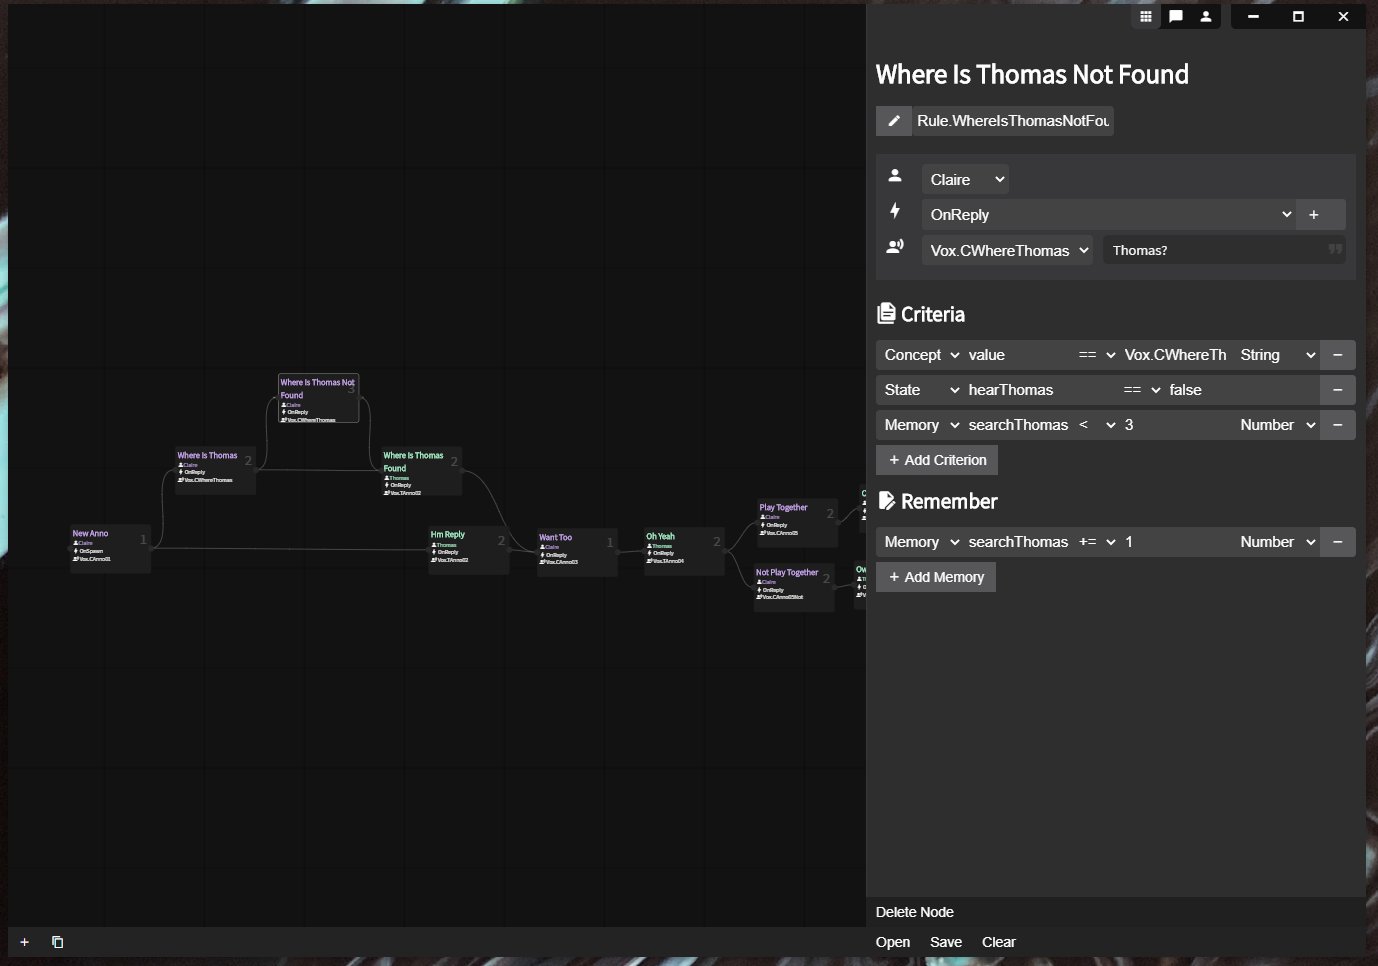 Where Is Thomas Not
Found
3
Claire
OnReply
Vox.CWhereThomas
Where Is Thomas
2
Claire
OnReply
Vox.CWhereThomas
Where Is Thomas
Found
2
Thomas
OnReply
Vox.TAnno02
New Anno
1
Claire
OnSpawn
Vox.CAnno01
Hm Reply
2
Thomas
OnReply
Vox.TAnno02
Want Too
1
Claire
OnReply
Vox.CAnno03
Oh Yeah
2
Thomas
OnReply
Vox.TAnno04
Play Together
2
Claire
OnReply
Vox.CAnno05
Not Play Together
2
Claire
OnReply
Vox.CAnno05Not
Where Is Thomas Not Found
Rule.WhereIsThomasNotFou
Claire
OnReply +
Vox.CWhereThomas Thomas?
Criteria
Concept value == Vox.CWhereTh String −
State hearThomas == false −
Memory searchThomas < 3 Number −
+ Add Criterion
Remember
Memory searchThomas += 1 Number −
+ Add Memory
Delete Node
Open Save Clear